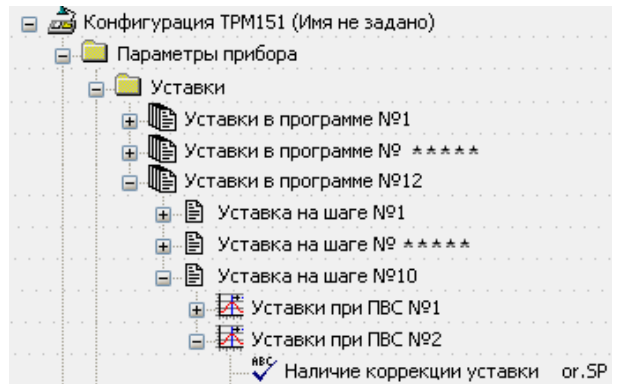 Конфигурация ТРМ151 (Имя не задано)
Параметры прибора
Уставки
Уставки в программе №1
Уставки в программе № *****
Уставки в программе №12
Уставка на шаге №1
Уставка на шаге № *****
Уставка на шаге №10
Уставки при ПВС №1
Уставки при ПВС №2
ABC Наличие коррекции уставки or.SP